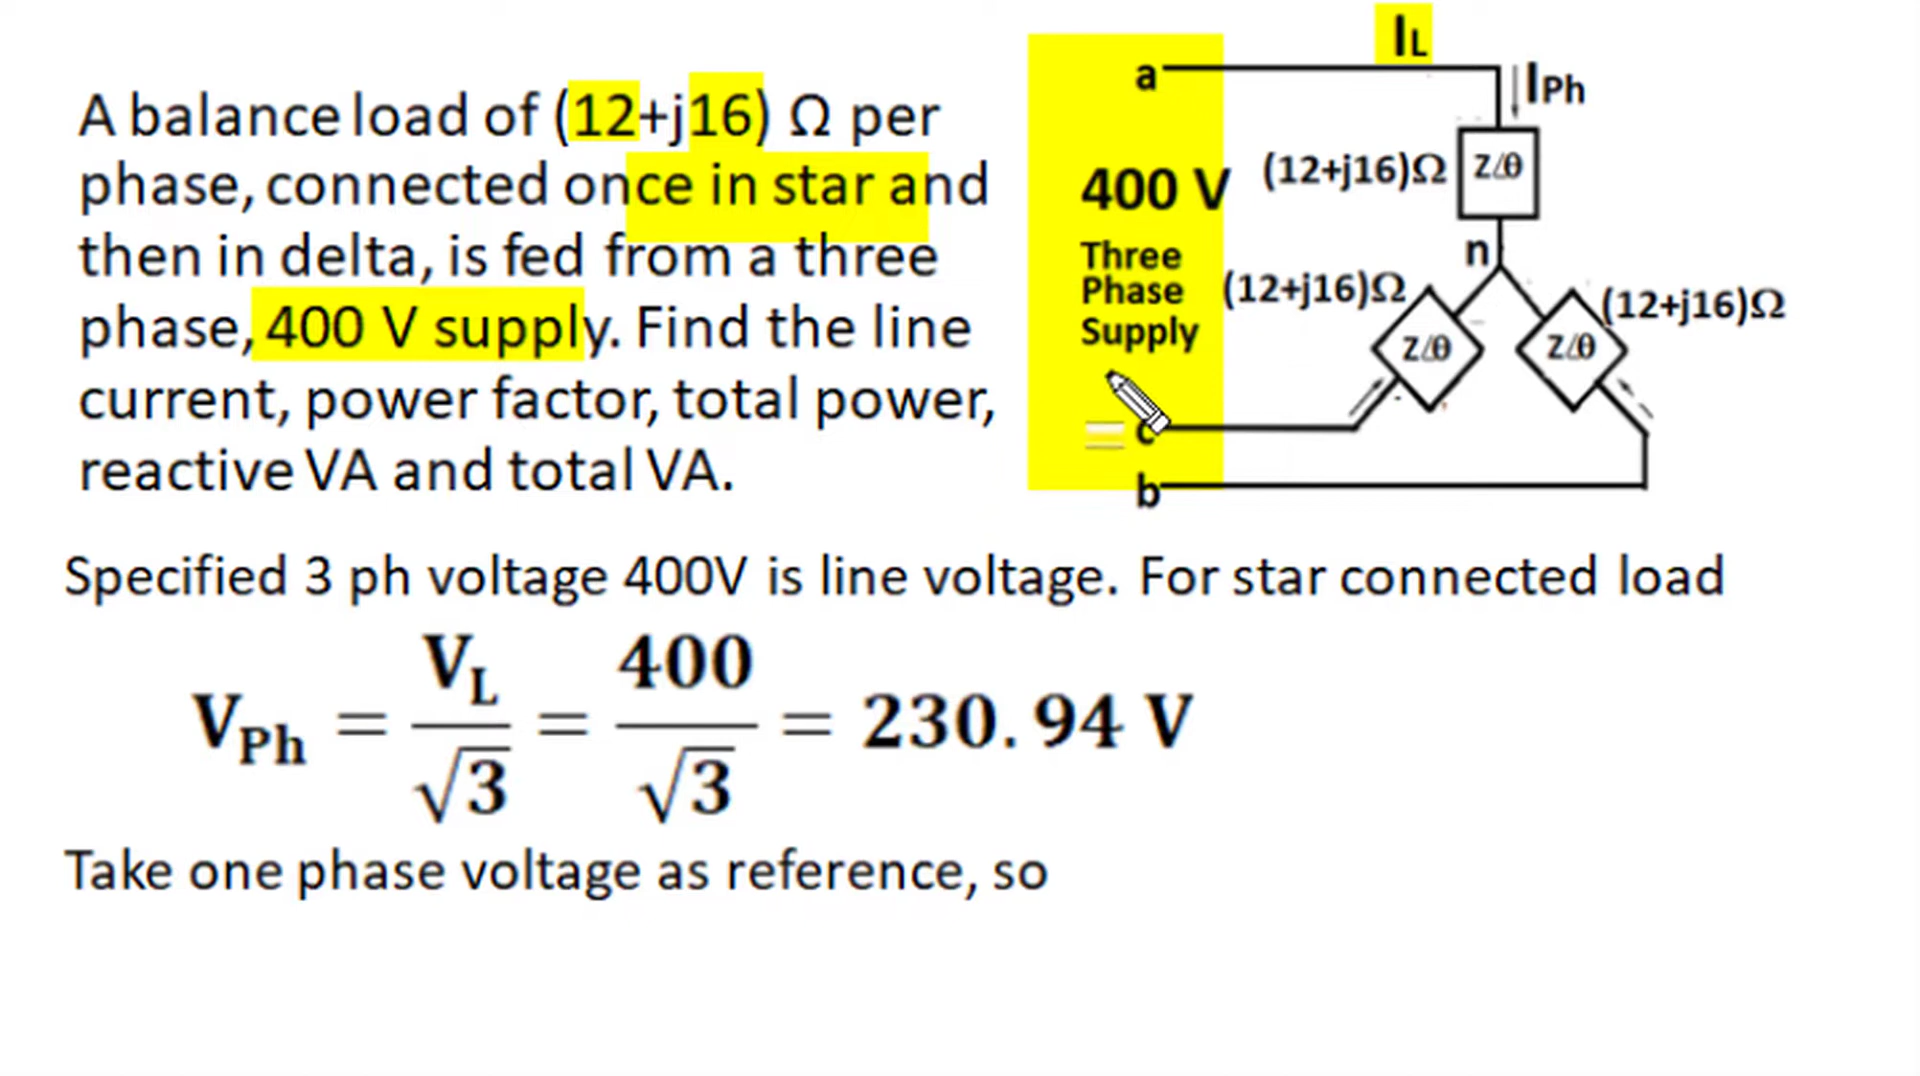 A balance load of (12+j16) Ω per
phase, connected once in star and
then in delta, is fed from a three
phase, 400 V supply. Find the line
current, power factor, total power,
reactive VA and total VA.
IL
a
IPh
400 V
(12+j16)Ω
Z∠θ
Three
Phase
Supply
n
(12+j16)Ω
Z∠θ
Z∠θ
(12+j16)Ω
c
b
Specified 3 ph voltage 400V is line voltage. For star connected load
V_Ph = V_L/√3 = 400/√3 = 230.94 V
Take one phase voltage as reference, so